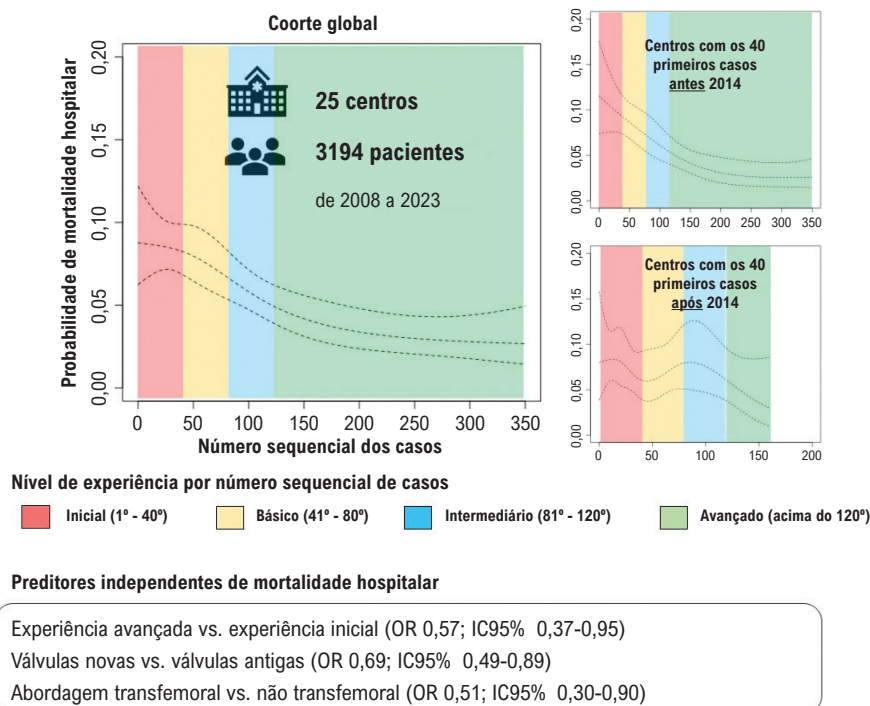 Coorte global
Probabilidade de mortalidade hospitalar
0,20
0,15
0,10
0,05
0,00
25 centros
3194 pacientes
de 2008 a 2023
0 50 100 150 200 250 300 350
Número sequencial dos casos
Centros com os 40
primeiros casos
antes 2014
0,20
0,15
0,10
0,05
0,00
0 50 100 150 200 250 300 350
Centros com os 40
primeiros casos
após 2014
0,20
0,15
0,10
0,05
0,00
0 50 100 150 200
Nível de experiência por número sequencial de casos
Inicial (1º - 40º) Básico (41º - 80º) Intermediário (81º - 120º) Avançado (acima do 120º)
Preditores independentes de mortalidade hospitalar
Experiência avançada vs. experiência inicial (OR 0,57; IC95% 0,37-0,95)
Válvulas novas vs. válvulas antigas (OR 0,69; IC95% 0,49-0,89)
Abordagem transfemoral vs. não transfemoral (OR 0,51; IC95% 0,30-0,90)